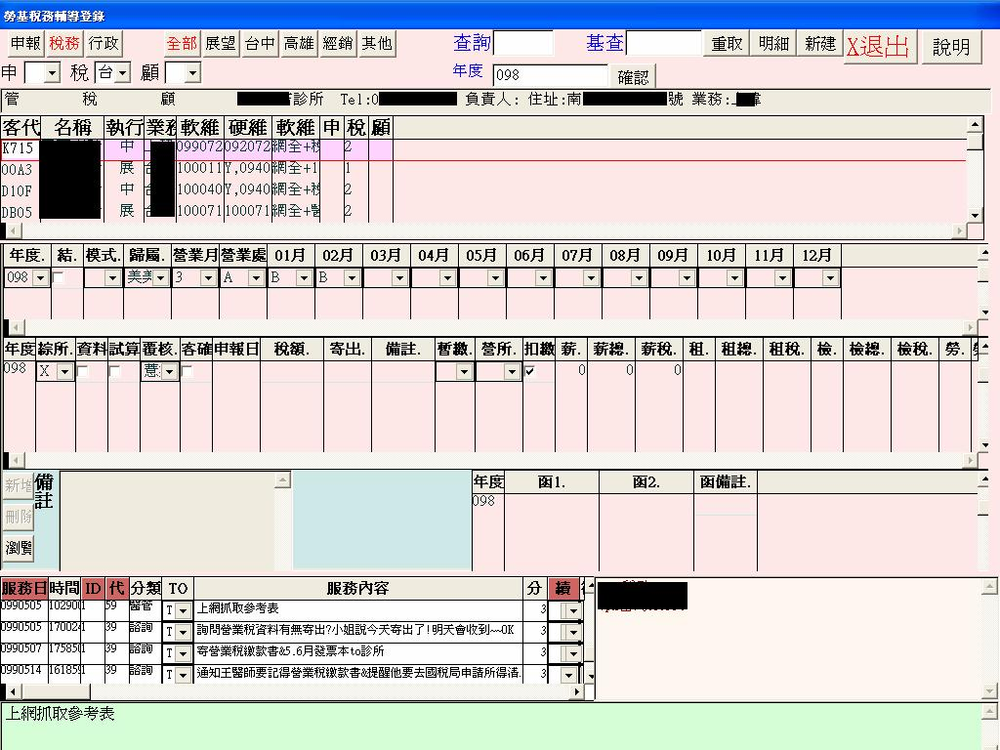 勞基稅務輔導登錄
申報 稅務 行政 全部 展望 台中 高雄 經銷 其他 查詢 基查 重取 明細 新建 X退出 說明
申 稅 台 顧 年度 098 確認
管 稅 顧 診所 Tel:0 負責人: 住址:南 號 業務:
客代 名稱 執行 業務 軟維 硬維 軟維 申 稅 顧
K715 中 099072 092072 網全+稅 2
00A3 展 台 100011 Y,0940 網全+1 1
D10F 中 台 100040 Y,0940 網全+稅 2
DB05 展 台 100071 100071 網全+醫 2
年度. 結. 模式. 歸屬. 營業月 營業處 01月 02月 03月 04月 05月 06月 07月 08月 09月 10月 11月 12月
098 美美 3 A B B
年度 綜所. 資料 試算 覆核. 客確 申報日 稅額. 寄出. 備註. 暫繳. 營所. 扣繳 薪. 薪總. 薪稅. 租. 租總. 租稅. 檢. 檢總. 檢稅. 勞.
098 X 0 0 0
新增 備註
刪除
瀏覽
年度 函1. 函2. 函備註.
098
服務日 時間 ID 代 分類 TO 服務內容 分 續
0990505 102900 1 59 醫管 T 上網抓取參考表 3
0990505 170024 1 39 諮詢 T 詢問營業稅資料有無寄出?小姐說今天寄出了!明天會收到~~OK 3
0990507 175850 1 39 諮詢 T 寄營業稅繳款書&5.6月發票本to診所 3
0990514 161859 1 39 諮詢 T 通知王醫師要記得營業稅繳款書&提醒他要去國稅局申請所得清. 3
上網抓取參考表